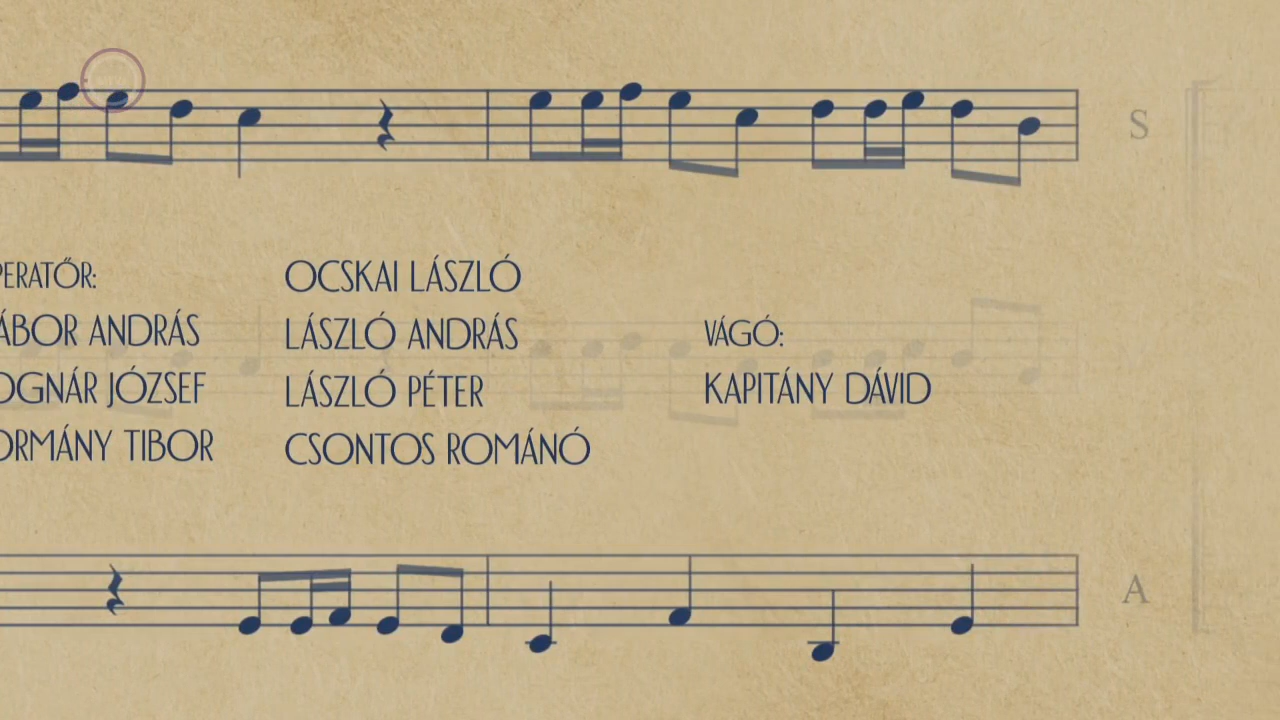 S
PERATŐR:
ÁBOR ANDRÁS
OGNÁR JÓZSEF
ORMÁNY TIBOR
OCSKAI LÁSZLÓ
LÁSZLÓ ANDRÁS
LÁSZLÓ PÉTER
CSONTOS ROMÁNÓ
VÁGÓ:
KAPITÁNY DÁVID
A